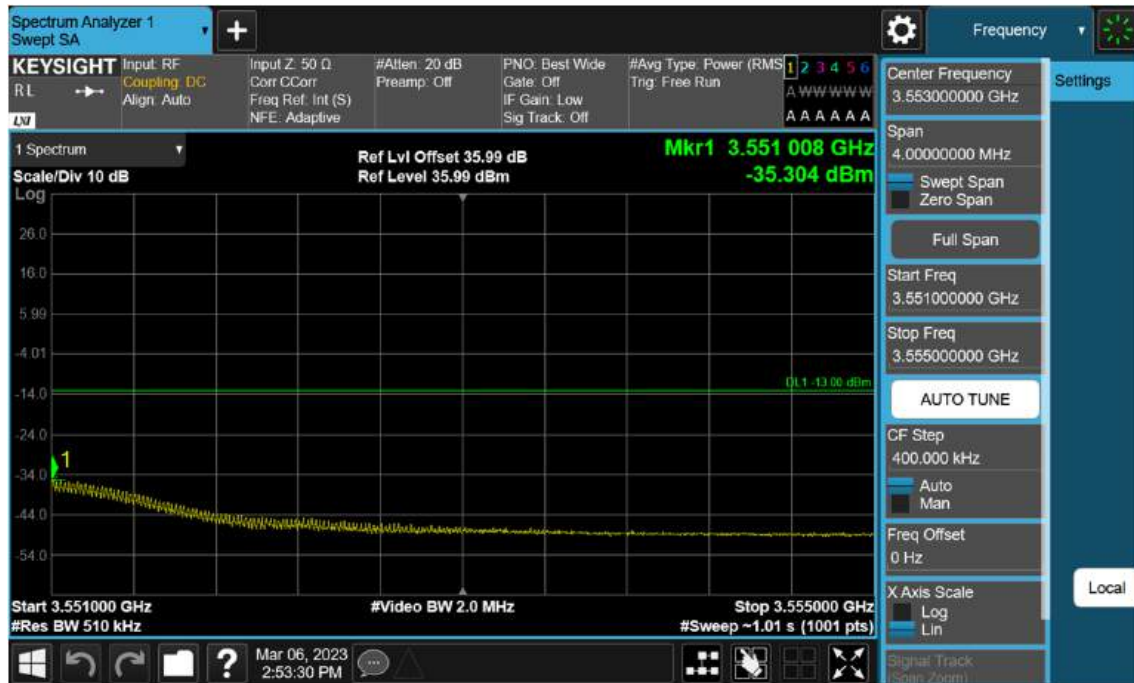 Spectrum Analyzer 1
Swept SA
Frequency
KEYSIGHT
RL
LXI
Input: RF
Coupling: DC
Align: Auto
Input Z: 50 Ω
Corr CCorr
Freq Ref: Int (S)
NFE: Adaptive
#Atten: 20 dB
Preamp: Off
PNO: Best Wide
Gate: Off
IF Gain: Low
Sig Track: Off
#Avg Type: Power (RMS
Trig: Free Run
1 2 3 4 5 6
A W W W W W
A A A A A A
1 Spectrum
Scale/Div 10 dB
Ref Lvl Offset 35.99 dB
Ref Level 35.99 dBm
Mkr1 3.551 008 GHz
-35.304 dBm
Log
26.0
16.0
5.99
-4.01
DL1 -13.00 dBm
-14.0
-24.0
1
-34.0
-44.0
-54.0
Start 3.551000 GHz
#Res BW 510 kHz
#Video BW 2.0 MHz
Stop 3.555000 GHz
#Sweep ~1.01 s (1001 pts)
Center Frequency
3.553000000 GHz
Span
4.00000000 MHz
Swept Span
Zero Span
Full Span
Start Freq
3.551000000 GHz
Stop Freq
3.555000000 GHz
AUTO TUNE
CF Step
400.000 kHz
Auto
Man
Freq Offset
0 Hz
X Axis Scale
Log
Lin
Signal Track
(Span Zoom)
Settings
Local
?
Mar 06, 2023
2:53:30 PM